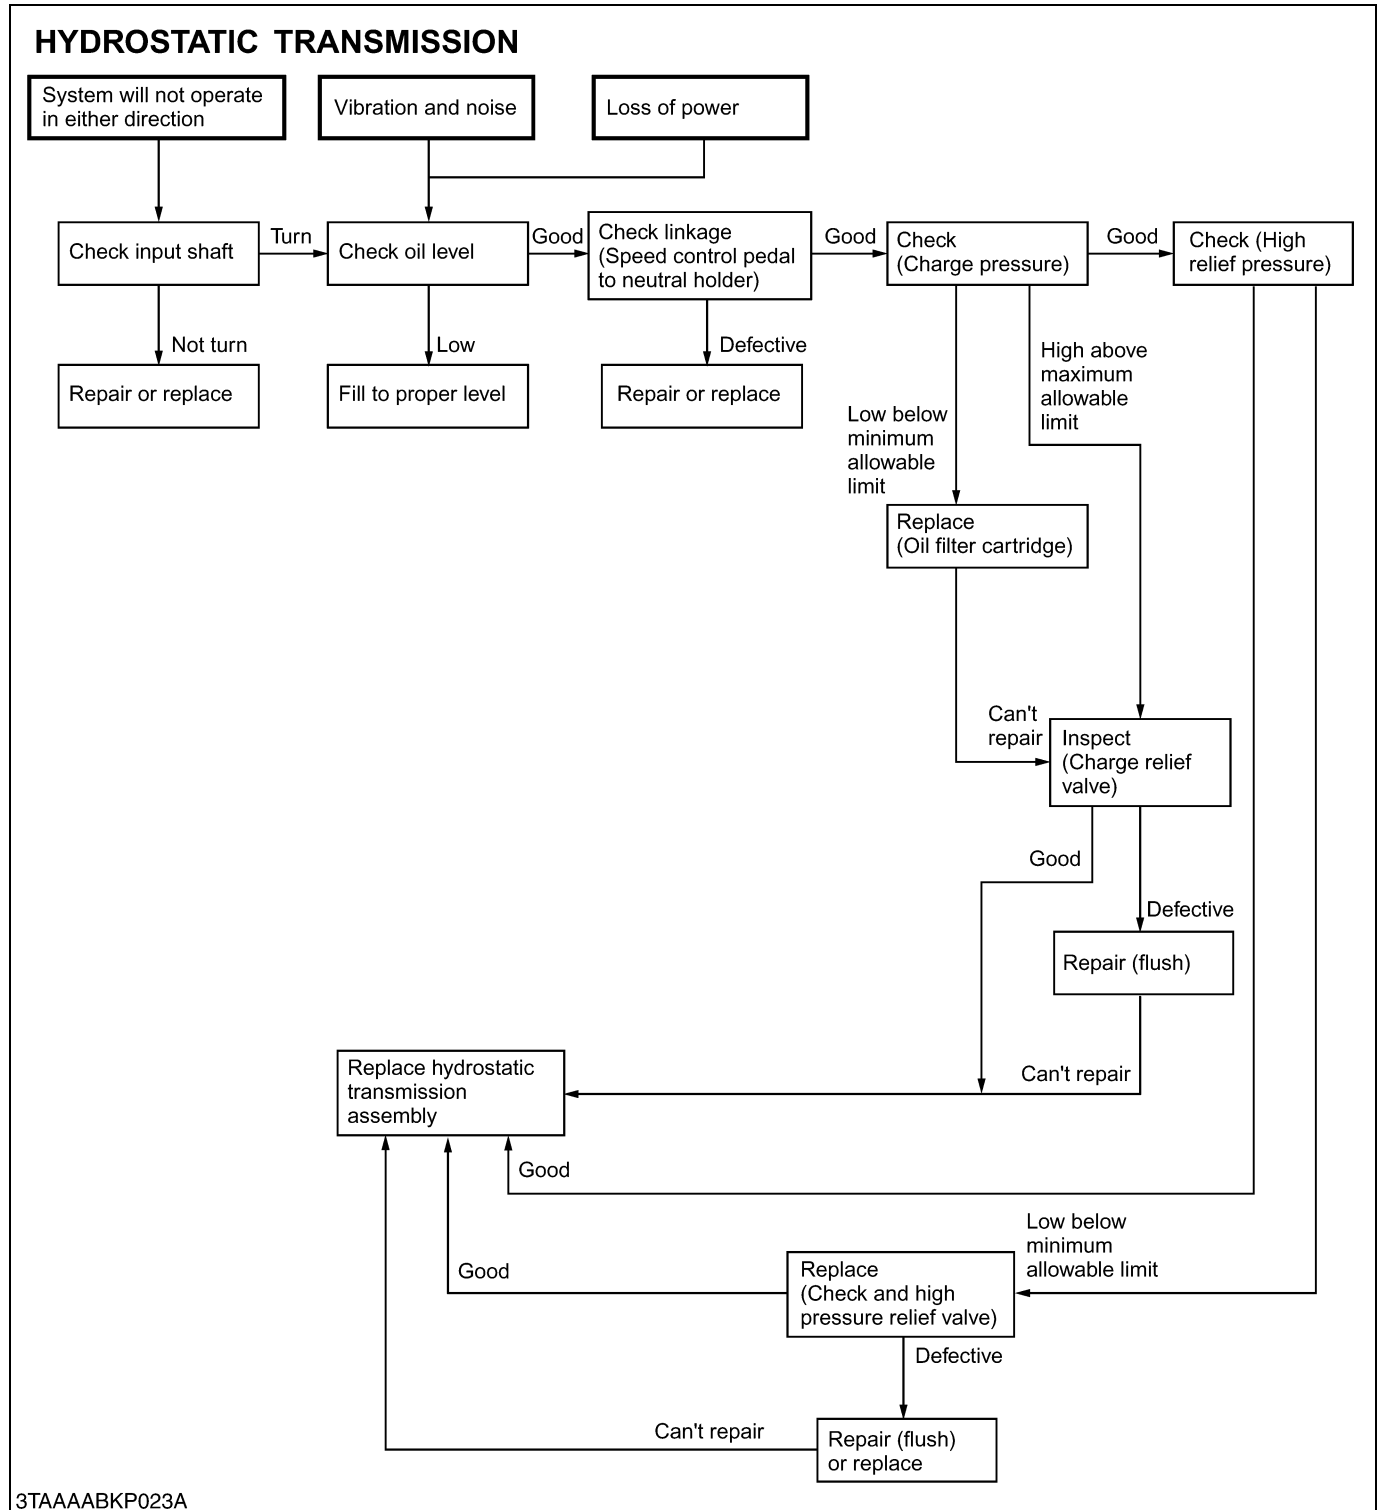 HYDROSTATIC TRANSMISSION
System will not operate
in either direction
Vibration and noise
Loss of power
Check input shaft
Turn
Check oil level
Good
Check linkage
(Speed control pedal
to neutral holder)
Good
Check
(Charge pressure)
Good
Check (High
relief pressure)
Not turn
Low
Defective
Repair or replace
Fill to proper level
Repair or replace
High above
maximum
allowable
limit
Low below
minimum
allowable
limit
Replace
(Oil filter cartridge)
Can't
repair
Inspect
(Charge relief
valve)
Good
Defective
Repair (flush)
Can't repair
Replace hydrostatic
transmission
assembly
Good
Low below
minimum
allowable limit
Good
Replace
(Check and high
pressure relief valve)
Defective
Can't repair
Repair (flush)
or replace
3TAAAABKP023A